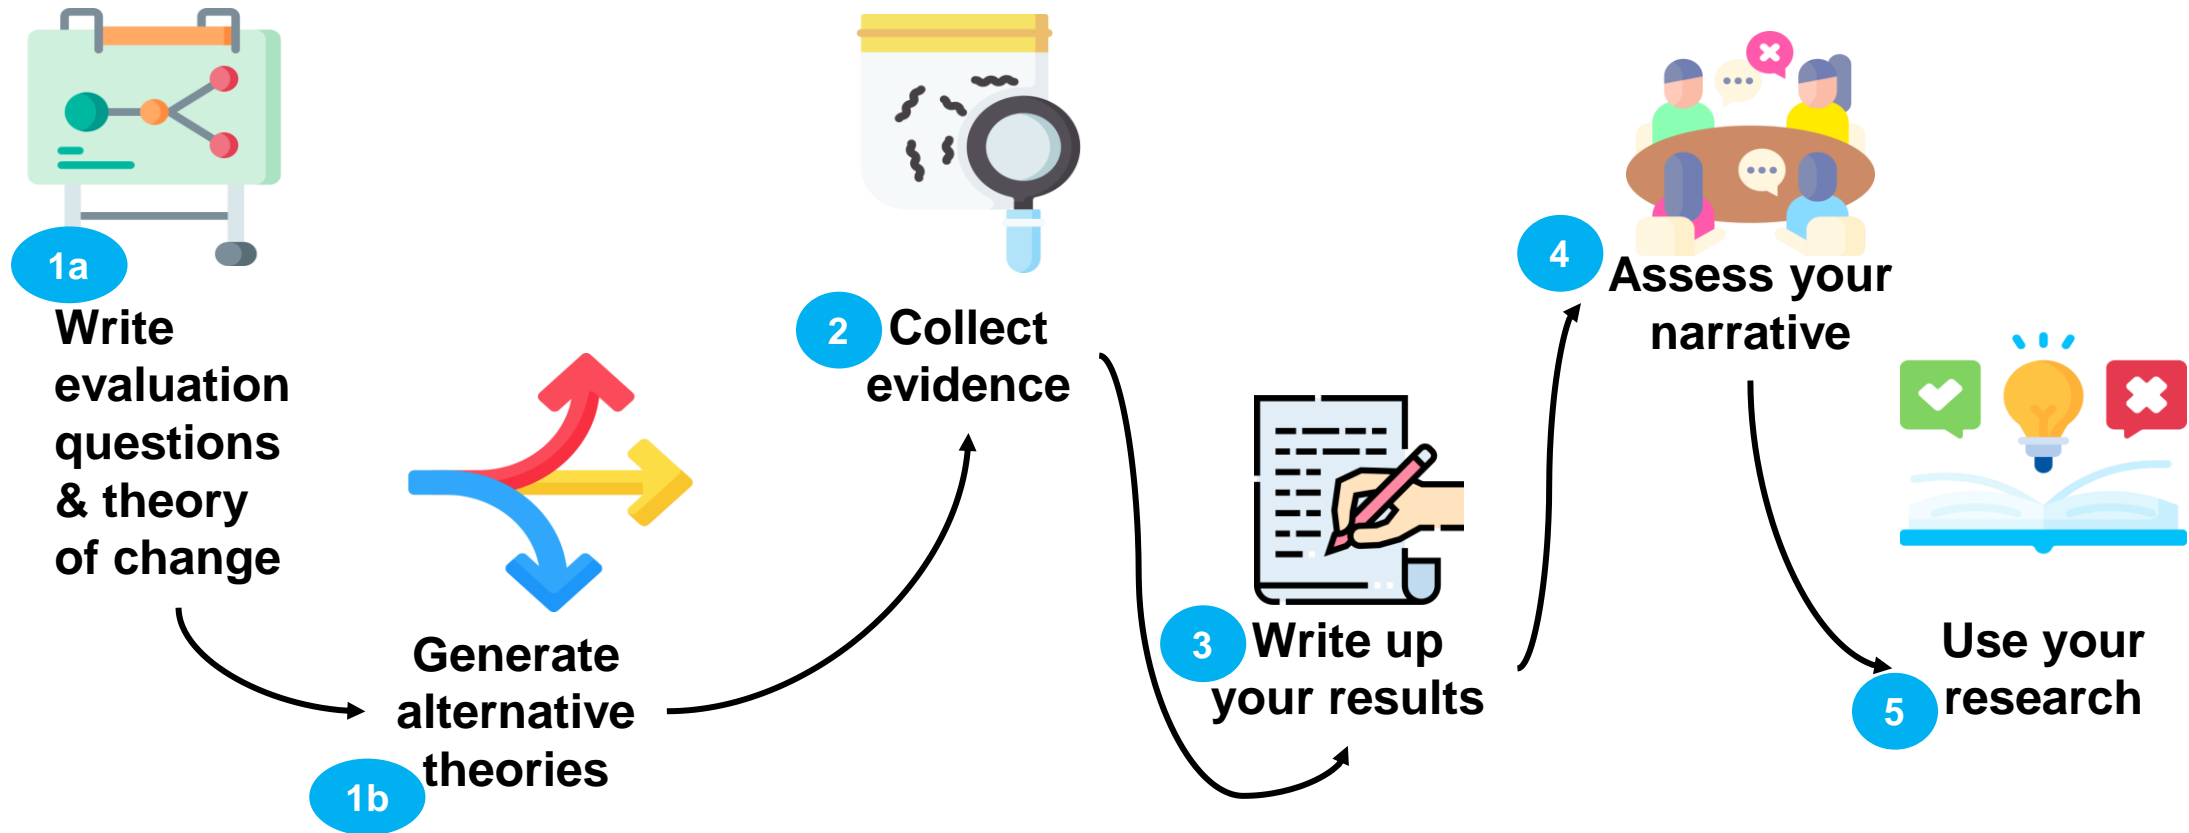 1a
Write
evaluation
questions
& theory
of change
Generate
alternative
theories
1b
2
Collect
evidence
3
Write up
your results
4
Assess your
narrative
Use your
research
5